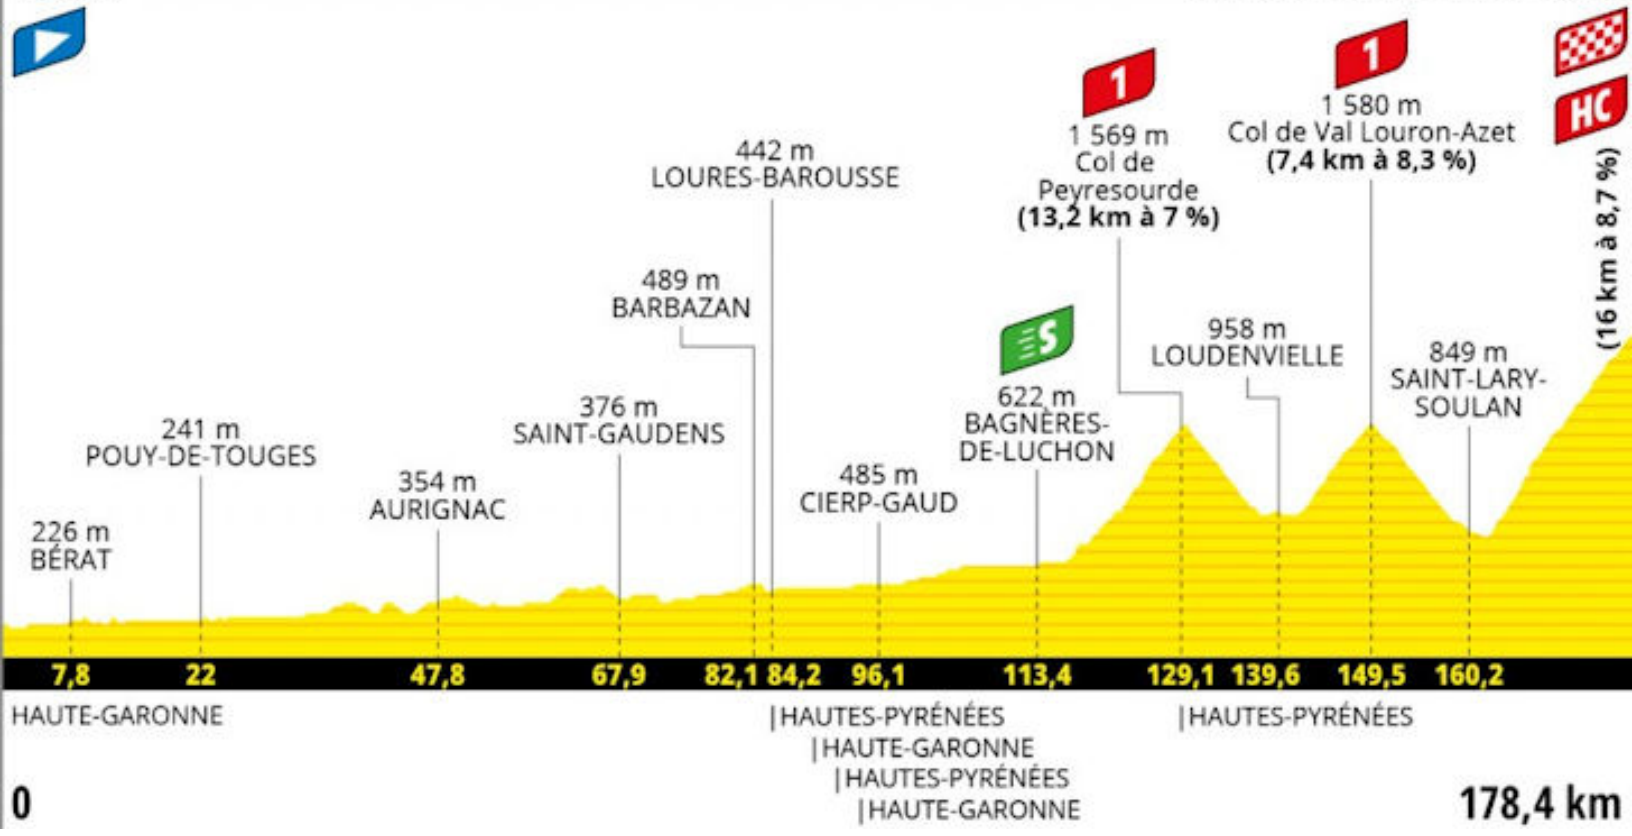 1
1 580 m
Col de Val Louron-Azet
(7,4 km à 8,3 %)
HC
(16 km à 8,7 %)
1
1 569 m
Col de
Peyresourde
(13,2 km à 7 %)
442 m
LOURES-BAROUSSE
489 m
BARBAZAN
S
622 m
BAGNÈRES-
DE-LUCHON
958 m
LOUDENVIELLE
849 m
SAINT-LARY-
SOULAN
376 m
SAINT-GAUDENS
241 m
POUY-DE-TOUGES
354 m
AURIGNAC
485 m
CIERP-GAUD
226 m
BÉRAT
7,8 22 47,8 67,9 82,1 84,2 96,1 113,4 129,1 139,6 149,5 160,2
HAUTE-GARONNE |HAUTES-PYRÉNÉES |HAUTES-PYRÉNÉES
|HAUTE-GARONNE
|HAUTES-PYRÉNÉES
|HAUTE-GARONNE
0 178,4 km